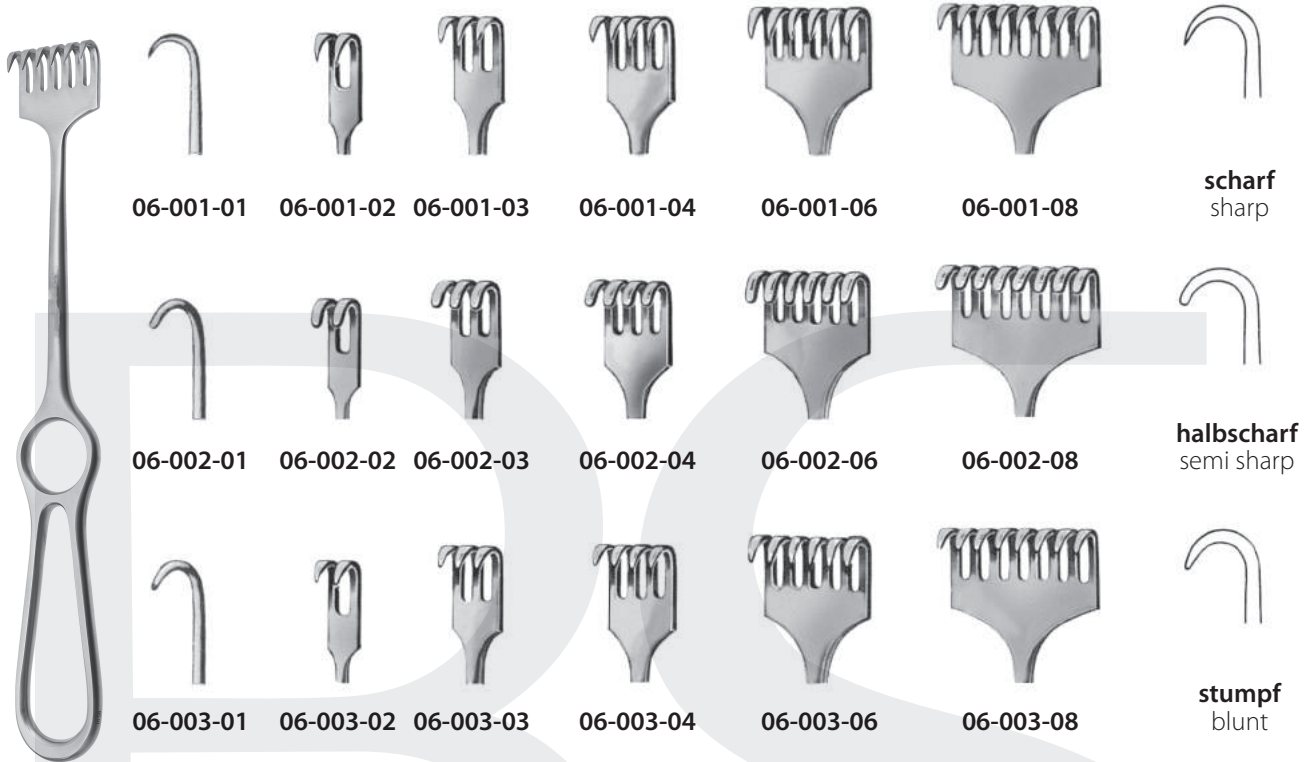 06-001-01 06-001-02 06-001-03 06-001-04 06-001-06 06-001-08
scharf
sharp
06-002-01 06-002-02 06-002-03 06-002-04 06-002-06 06-002-08
halbscharf
semi sharp
06-003-01 06-003-02 06-003-03 06-003-04 06-003-06 06-003-08
stumpf
blunt